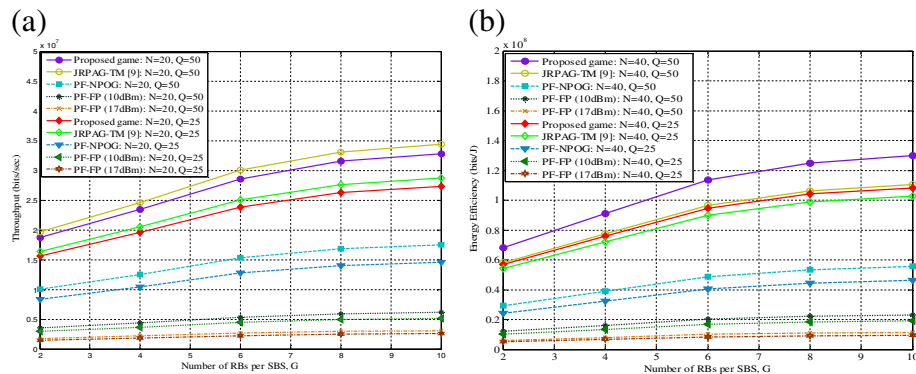 (a)
x 10^7
5
4.5
4
3.5
3
2.5
2
1.5
1
0.5
0
Throughput (bits/sec)
Proposed game: N=20, Q=50
JRPAG-TM [9]: N=20, Q=50
PF-NPOG: N=20, Q=50
PF-FP (10dBm): N=20, Q=50
PF-FP (17dBm): N=20, Q=50
Proposed game: N=20, Q=25
JRPAG-TM [9]: N=20, Q=25
PF-NPOG: N=20, Q=25
PF-FP (10dBm): N=20, Q=25
PF-FP (17dBm): N=20, Q=25
2 3 4 5 6 7 8 9 10
Number of RBs per SBS, G
(b)
x 10^8
2
1.8
1.6
1.4
1.2
1
0.8
0.6
0.4
0.2
0
Energy Efficiency (bits/J)
Proposed game: N=40, Q=50
JRPAG-TM [9]: N=40, Q=50
PF-NPOG: N=40, Q=50
PF-FP (10dBm): N=40, Q=50
PF-FP (17dBm): N=40, Q=50
Proposed game: N=40, Q=25
JRPAG-TM [9]: N=40, Q=25
PF-NPOG: N=40, Q=25
PF-FP (10dBm): N=40, Q=25
PF-FP (17dBm): N=40, Q=25
2 3 4 5 6 7 8 9 10
Number of RBs per SBS, G